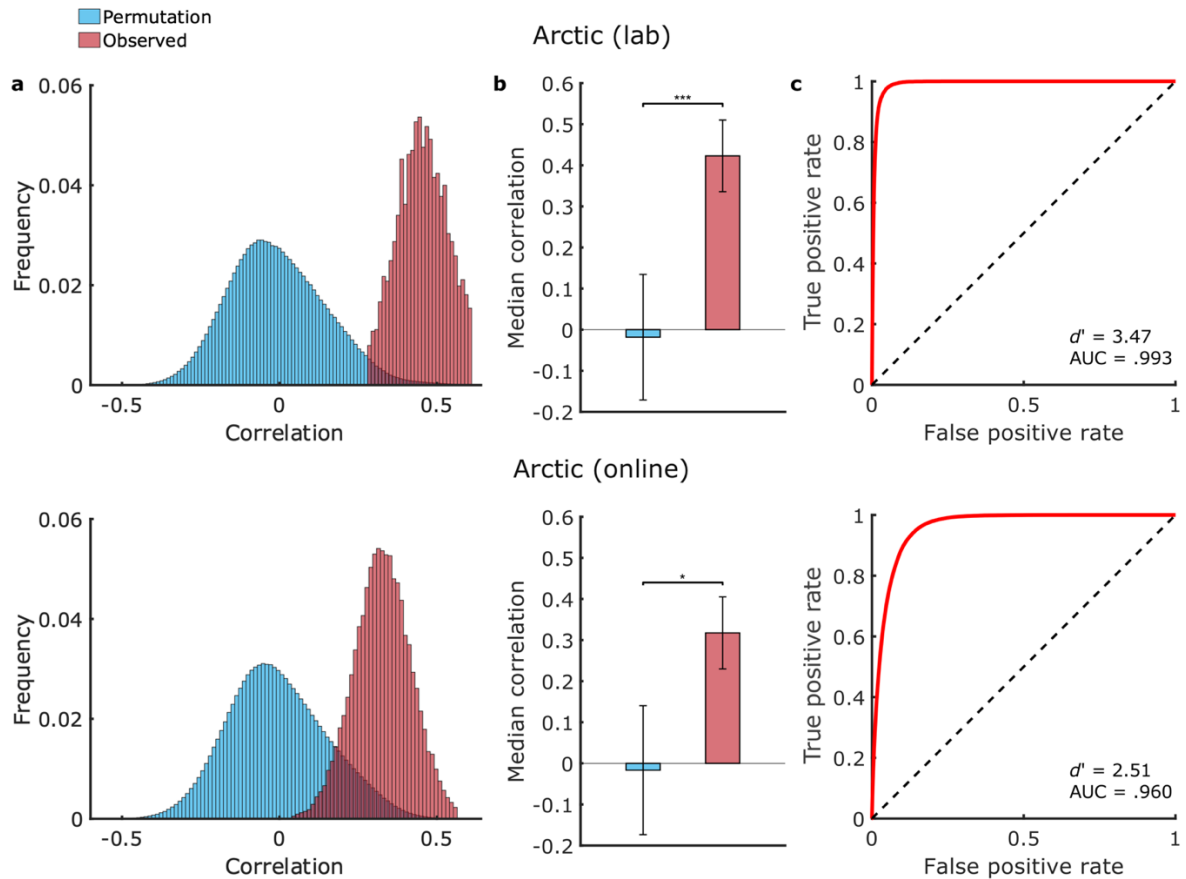 Permutation
Observed
Arctic (lab)
a
0.06
0.04
0.02
0
Frequency
-0.5
0
0.5
Correlation
b
0.6
0.5
0.4
0.3
0.2
0.1
0
-0.1
-0.2
Median correlation
***
c
1
0.8
0.6
0.4
0.2
0
True positive rate
0
0.5
1
False positive rate
d' = 3.47
AUC = .993
Arctic (online)
0.06
0.04
0.02
0
Frequency
-0.5
0
0.5
Correlation
0.6
0.5
0.4
0.3
0.2
0.1
0
-0.1
-0.2
Median correlation
*
1
0.8
0.6
0.4
0.2
0
True positive rate
0
0.5
1
False positive rate
d' = 2.51
AUC = .960